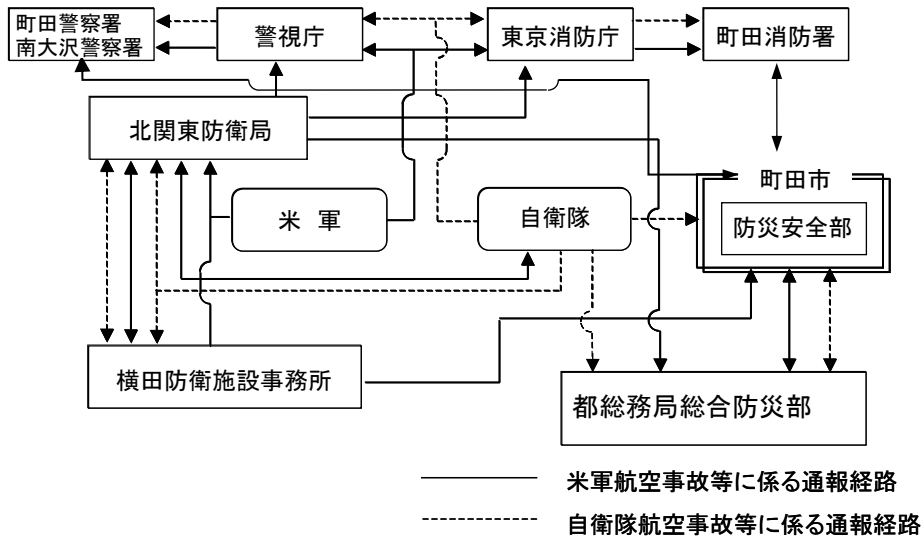 町田警察署
南大沢警察署
警視庁
東京消防庁
町田消防署
北関東防衛局
町田市
米 軍
自衛隊
防災安全部
横田防衛施設事務所
都総務局総合防災部
米軍航空事故等に係る通報経路
自衛隊航空事故等に係る通報経路